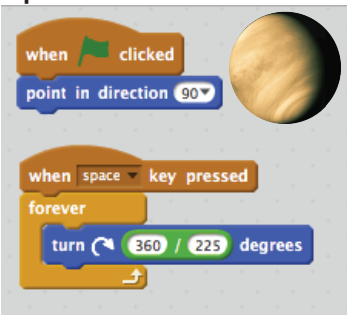 when clicked
point in direction 90
when space key pressed
forever
turn 360 / 225 degrees